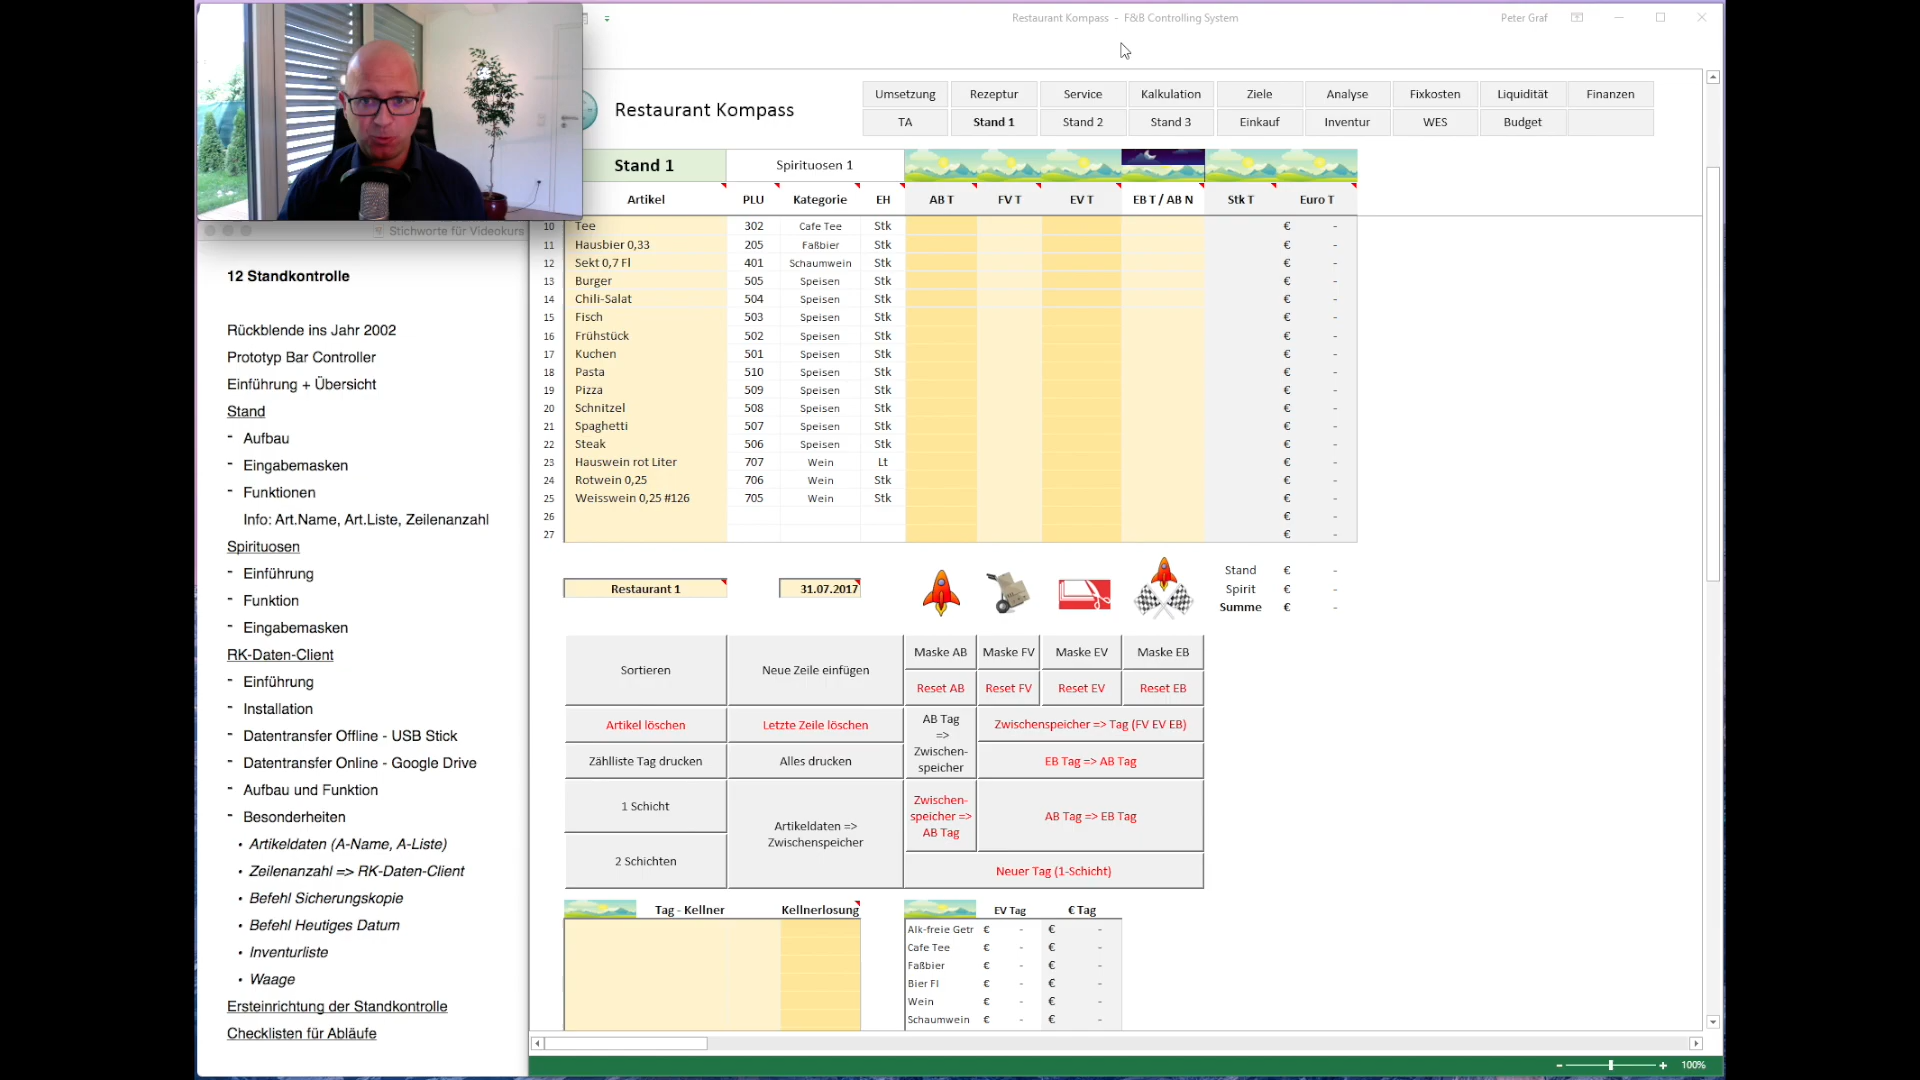 Restaurant Kompass - F&B Controlling System
Peter Graf
Restaurant Kompass
Umsetzung Rezeptur Service Kalkulation Ziele Analyse Fixkosten Liquidität Finanzen
TA Stand 1 Stand 2 Stand 3 Einkauf Inventur WES Budget
Stand 1 Spirituosen 1
Artikel PLU Kategorie EH AB T FV T EV T EB T / AB N Stk T Euro T
10 Tee 302 Cafe Tee Stk € -
11 Hausbier 0,33 205 Faßbier Stk € -
12 Sekt 0,7 Fl 401 Schaumwein Stk € -
13 Burger 505 Speisen Stk € -
14 Chili-Salat 504 Speisen Stk € -
15 Fisch 503 Speisen Stk € -
16 Frühstück 502 Speisen Stk € -
17 Kuchen 501 Speisen Stk € -
18 Pasta 510 Speisen Stk € -
19 Pizza 509 Speisen Stk € -
20 Schnitzel 508 Speisen Stk € -
21 Spaghetti 507 Speisen Stk € -
22 Steak 506 Speisen Stk € -
23 Hauswein rot Liter 707 Wein Lt € -
24 Rotwein 0,25 706 Wein Stk € -
25 Weisswein 0,25 #126 705 Wein Stk € -
26 € -
27 € -
Restaurant 1 31.07.2017
Stand € -
Spirit € -
Summe € -
Sortieren
Neue Zeile einfügen
Maske AB Maske FV Maske EV Maske EB
Reset AB Reset FV Reset EV Reset EB
Artikel löschen
Letzte Zeile löschen
AB Tag
=>
Zwischen-
speicher
Zwischenspeicher => Tag (FV EV EB)
Zählliste Tag drucken
Alles drucken
EB Tag => AB Tag
1 Schicht
2 Schichten
Artikeldaten =>
Zwischenspeicher
Zwischen-
speicher =>
AB Tag
AB Tag => EB Tag
Neuer Tag (1-Schicht)
Tag - Kellner Kellnerlosung
EV Tag € Tag
Alk-freie Getr € - € -
Cafe Tee € - € -
Faßbier € - € -
Bier Fl € - € -
Wein € - € -
Schaumwein € - € -
100%
Stichworte für Videokurs
12 Standkontrolle
Rückblende ins Jahr 2002
Prototyp Bar Controller
Einführung + Übersicht
Stand
- Aufbau
- Eingabemasken
- Funktionen
Info: Art.Name, Art.Liste, Zeilenanzahl
Spirituosen
- Einführung
- Funktion
- Eingabemasken
RK-Daten-Client
- Einführung
- Installation
- Datentransfer Offline - USB Stick
- Datentransfer Online - Google Drive
- Aufbau und Funktion
- Besonderheiten
• Artikeldaten (A-Name, A-Liste)
• Zeilenanzahl => RK-Daten-Client
• Befehl Sicherungskopie
• Befehl Heutiges Datum
• Inventurliste
• Waage
Ersteinrichtung der Standkontrolle
Checklisten für Abläufe